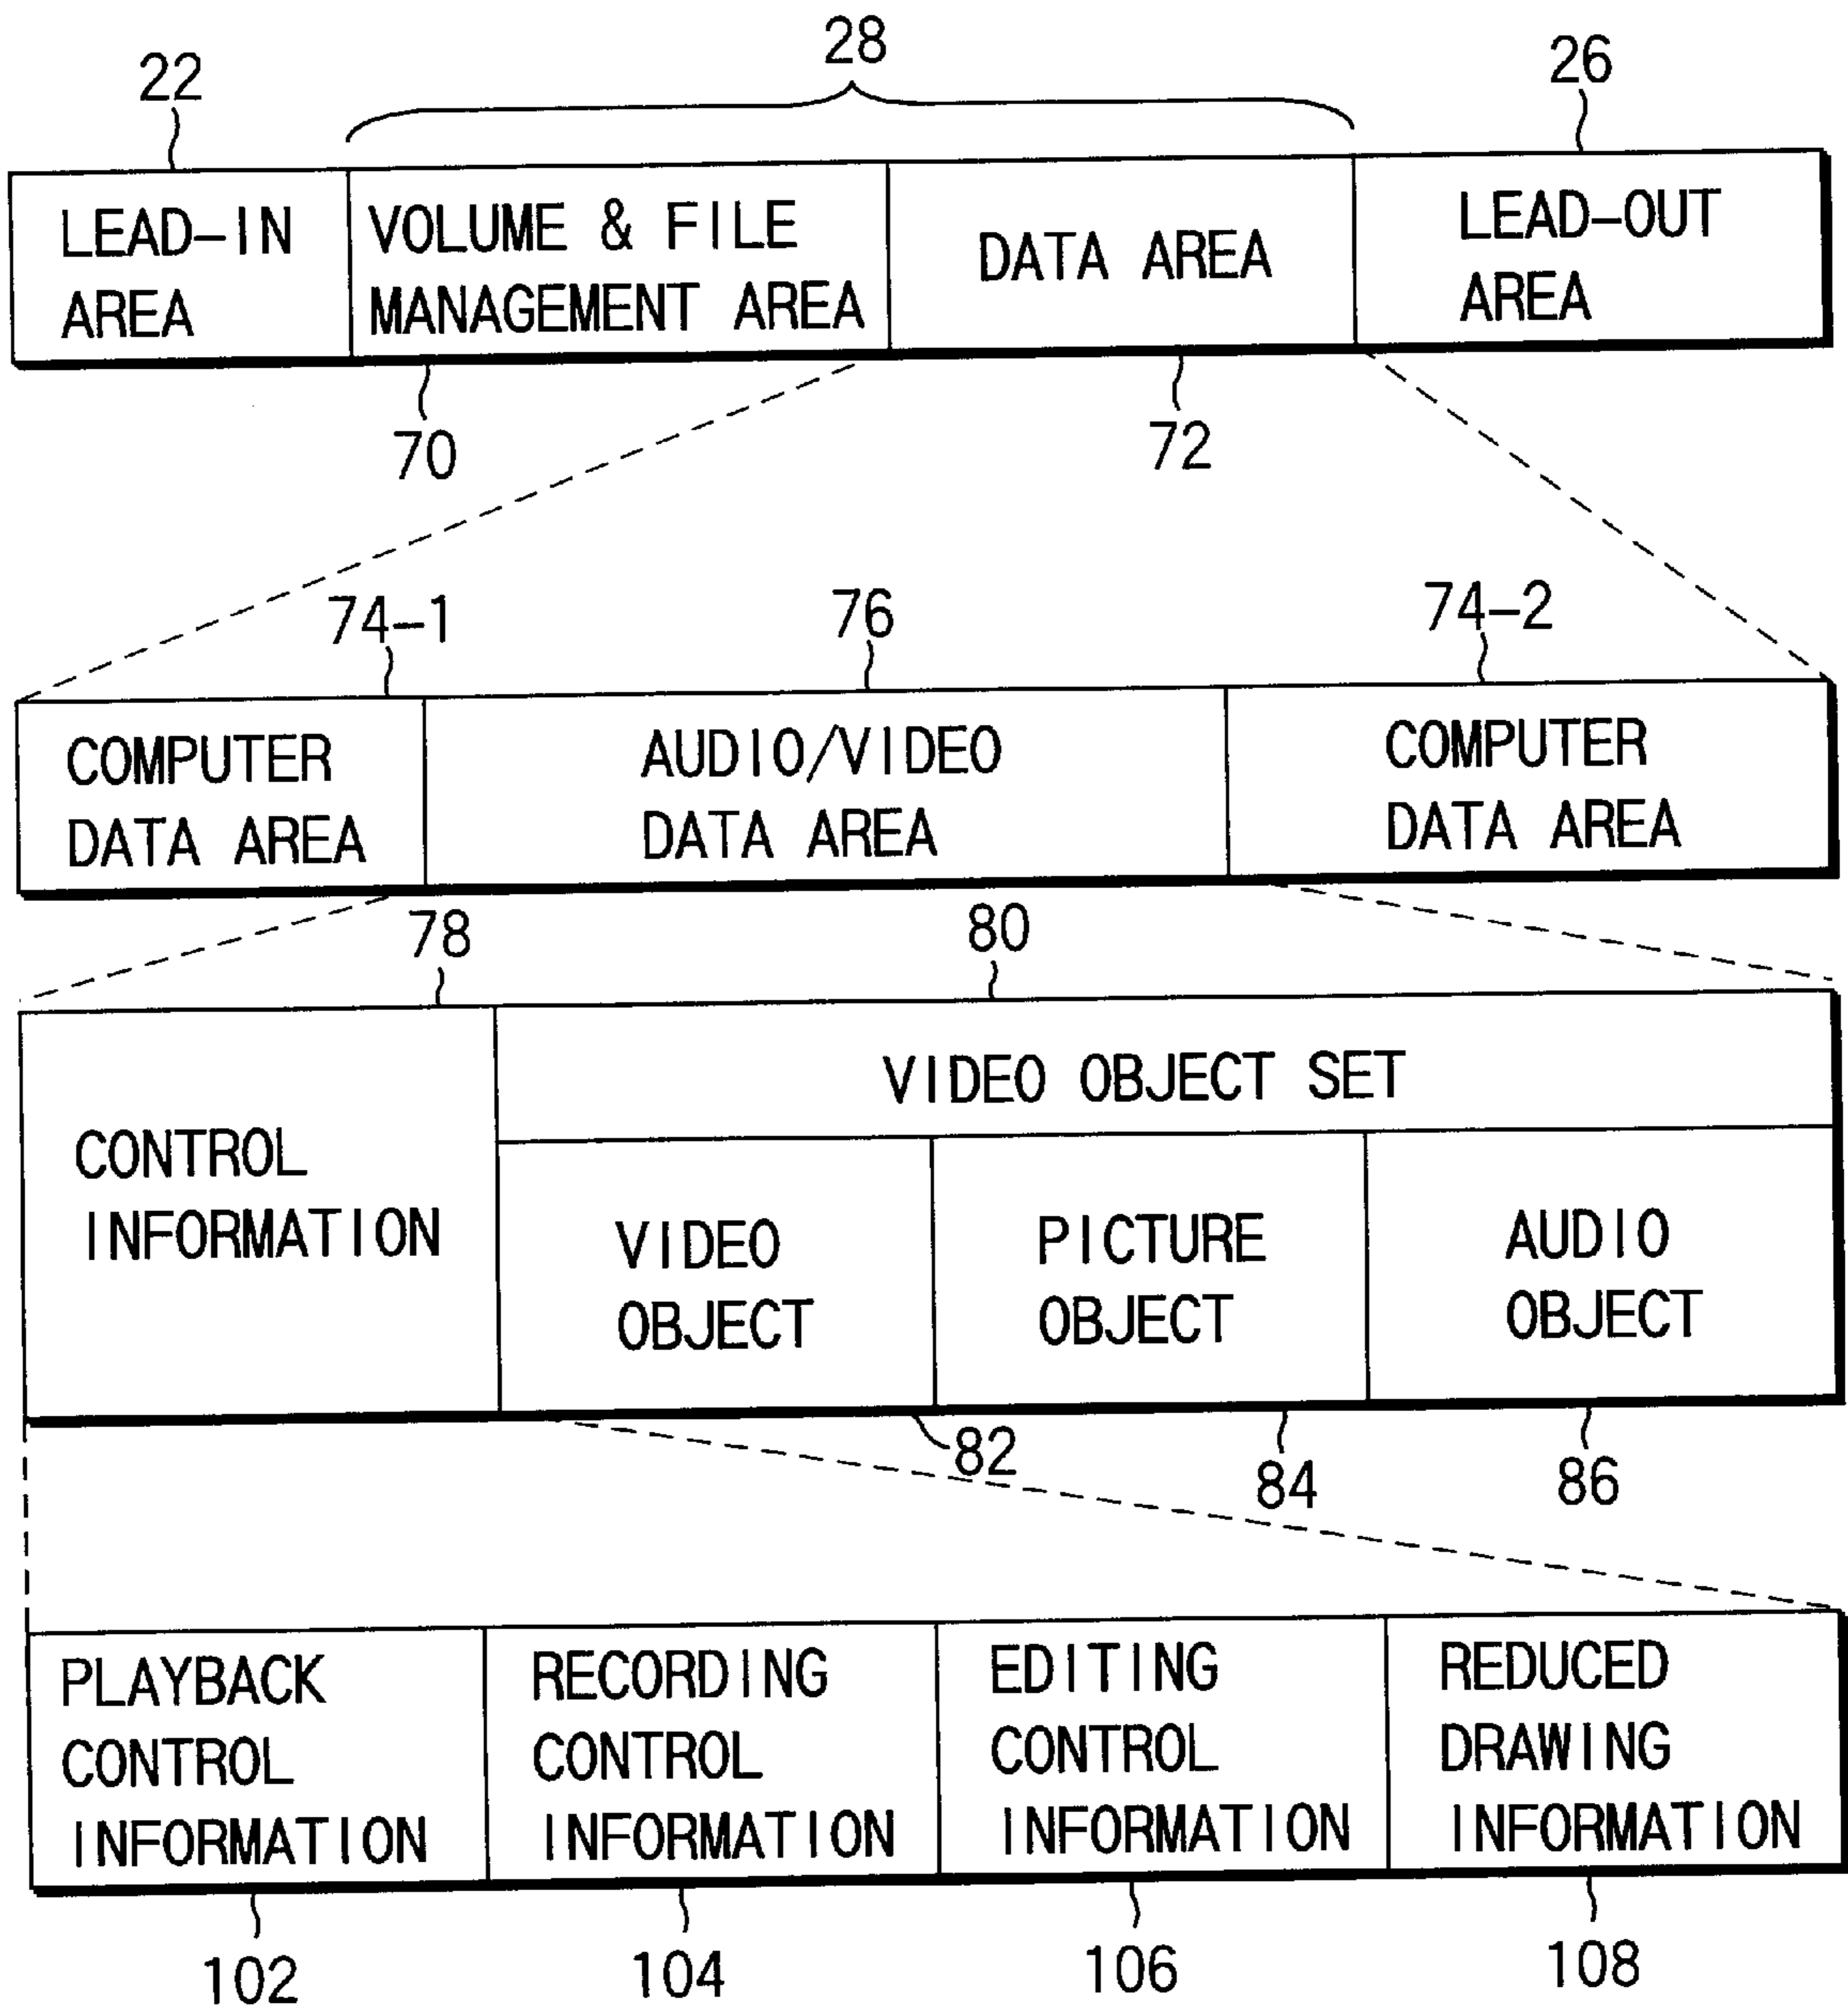 28
22
26
LEAD-IN
AREA
VOLUME & FILE
MANAGEMENT AREA
DATA AREA
LEAD-OUT
AREA
70
72
74-1
76
74-2
COMPUTER
DATA AREA
AUDIO/VIDEO
DATA AREA
COMPUTER
DATA AREA
78
80
CONTROL
INFORMATION
VIDEO OBJECT SET
VIDEO
OBJECT
PICTURE
OBJECT
AUDIO
OBJECT
82
84
86
PLAYBACK
CONTROL
INFORMATION
RECORDING
CONTROL
INFORMATION
EDITING
CONTROL
INFORMATION
REDUCED
DRAWING
INFORMATION
102
104
106
108